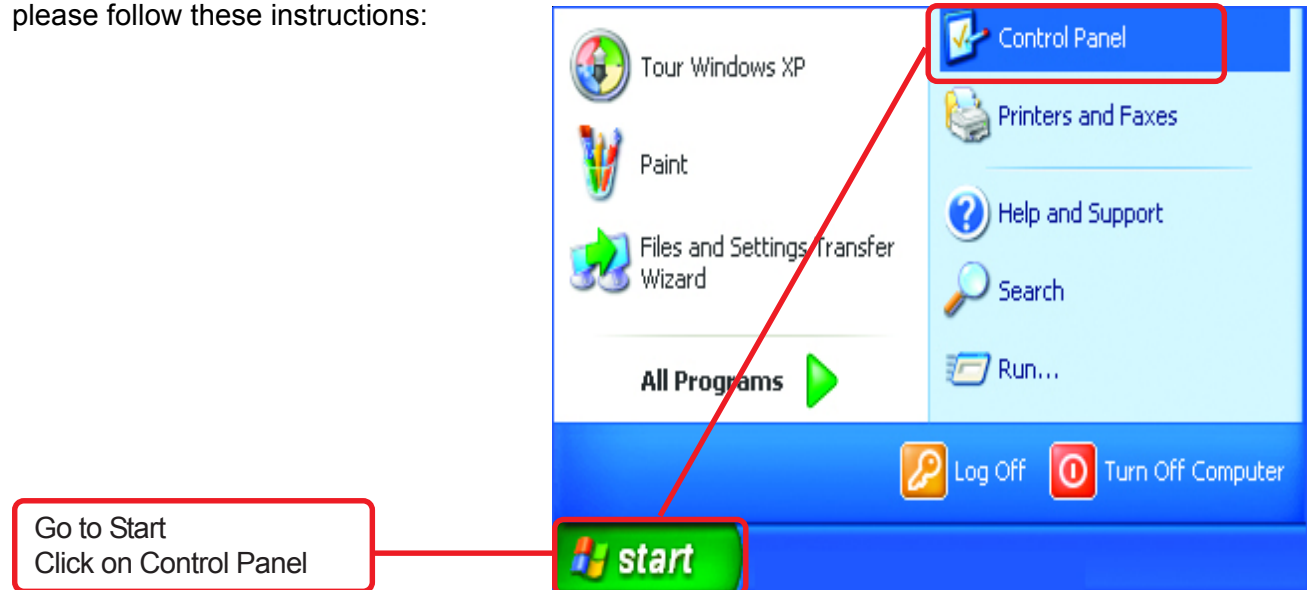 please follow these instructions:
Tour Windows XP
Paint
Files and Settings Transfer
Wizard
All Programs
Control Panel
Printers and Faxes
Help and Support
Search
Run...
Log Off
Turn Off Computer
Go to Start
Click on Control Panel
start